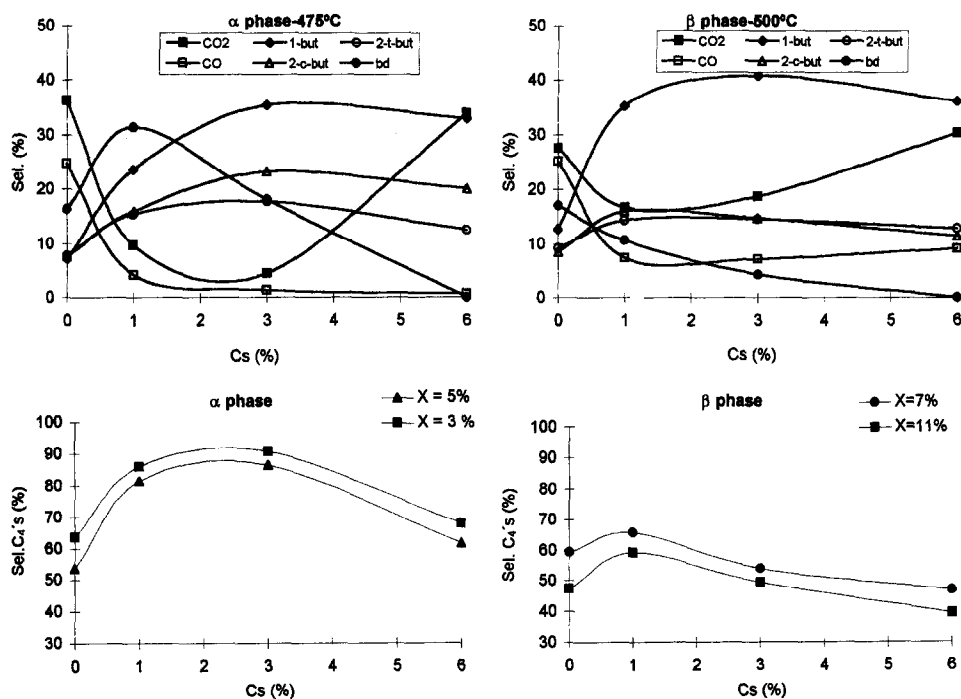 α phase-475ºC
CO2 1-but 2-t-but
CO 2-c-but bd
50
40
30
20
10
0
Sel. (%)
0 1 2 3 4 5 6
Cs (%)
β phase-500ºC
CO2 1-but 2-t-but
CO 2-c-but bd
50
40
30
20
10
0
Sel. (%)
0 1 2 3 4 5 6
Cs (%)
α phase
X = 5%
X = 3 %
100
90
80
70
60
50
40
30
Sel.C₄´s (%)
0 1 2 3 4 5 6
Cs (%)
β phase
X=7%
X=11%
100
90
80
70
60
50
40
30
Sel. C₄´s (%)
0 1 2 3 4 5 6
Cs (%)